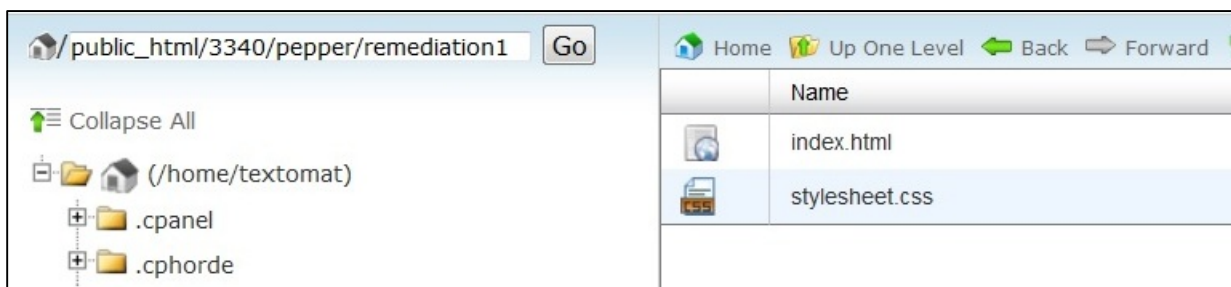 / public_html/3340/pepper/remediation1 Go
Collapse All
(/home/textomat)
.cpanel
.cphorde
Home Up One Level Back Forward
Name
index.html
CSS stylesheet.css